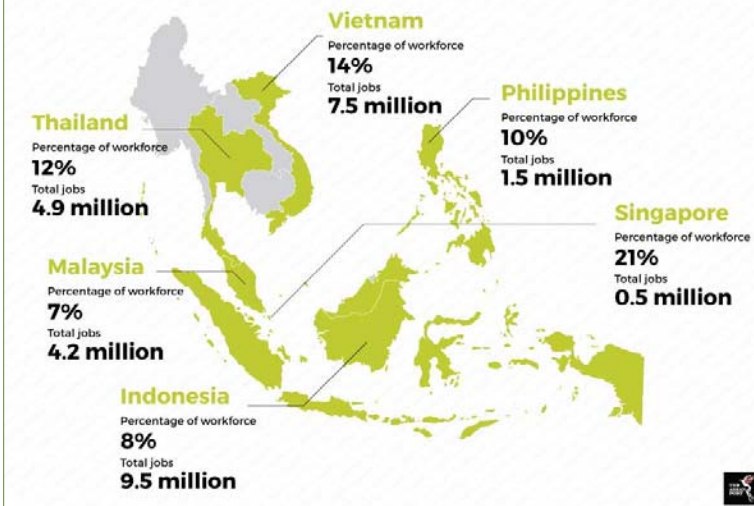 Vietnam
Percentage of workforce
14%
Total jobs
7.5 million
Philippines
Percentage of workforce
10%
Total jobs
1.5 million
Thailand
Percentage of workforce
12%
Total jobs
4.9 million
Singapore
Percentage of workforce
21%
Total jobs
0.5 million
Malaysia
Percentage of workforce
7%
Total jobs
4.2 million
Indonesia
Percentage of workforce
8%
Total jobs
9.5 million